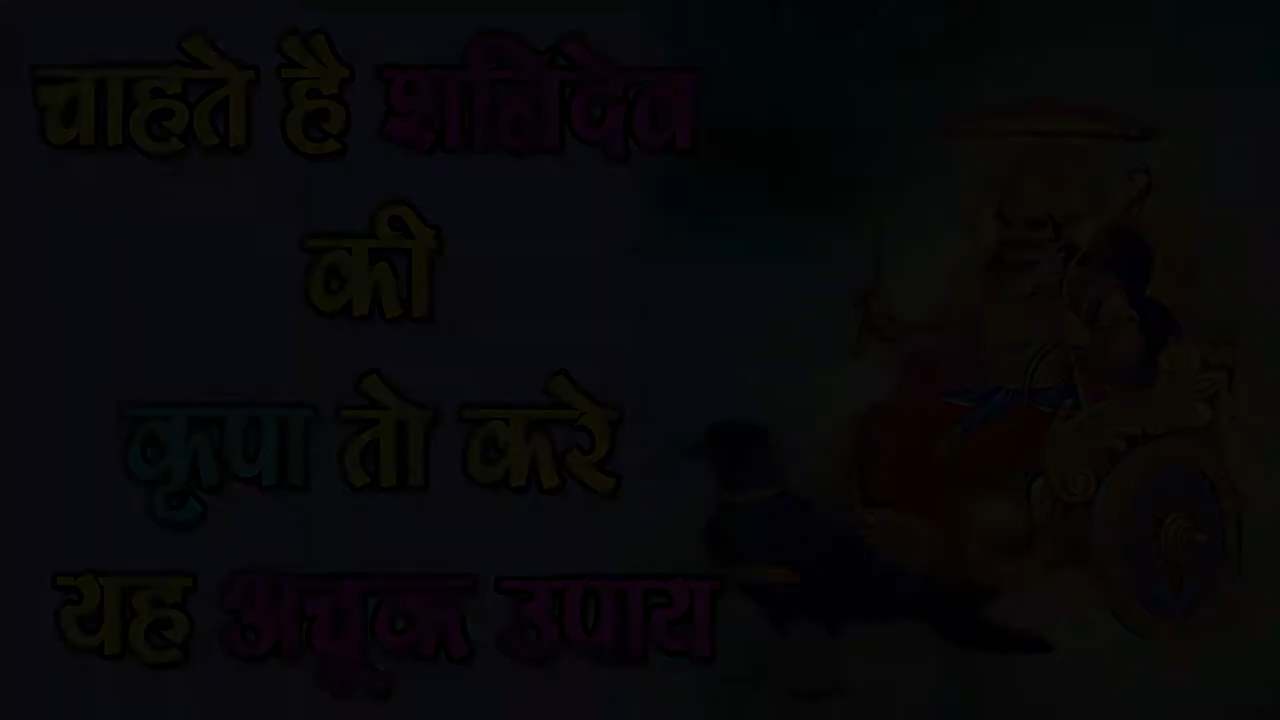 चाहते है शनिदेव
की
कृपा तो करे
यह अचूक उपाय